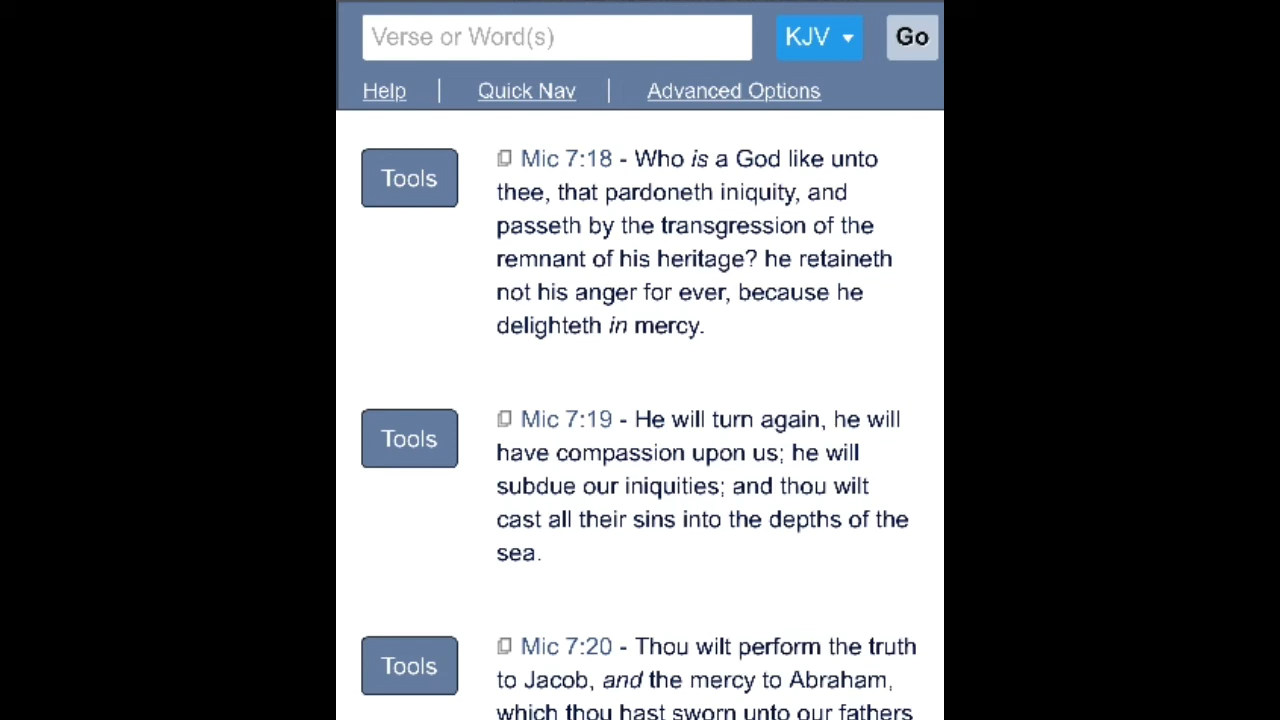 Verse or Word(s)
KJV
Go
Help | Quick Nav | Advanced Options
Tools
Mic 7:18 - Who is a God like unto
thee, that pardoneth iniquity, and
passeth by the transgression of the
remnant of his heritage? he retaineth
not his anger for ever, because he
delighteth in mercy.
Tools
Mic 7:19 - He will turn again, he will
have compassion upon us; he will
subdue our iniquities; and thou wilt
cast all their sins into the depths of the
sea.
Tools
Mic 7:20 - Thou wilt perform the truth
to Jacob, and the mercy to Abraham,
which thou hast sworn unto our fathers